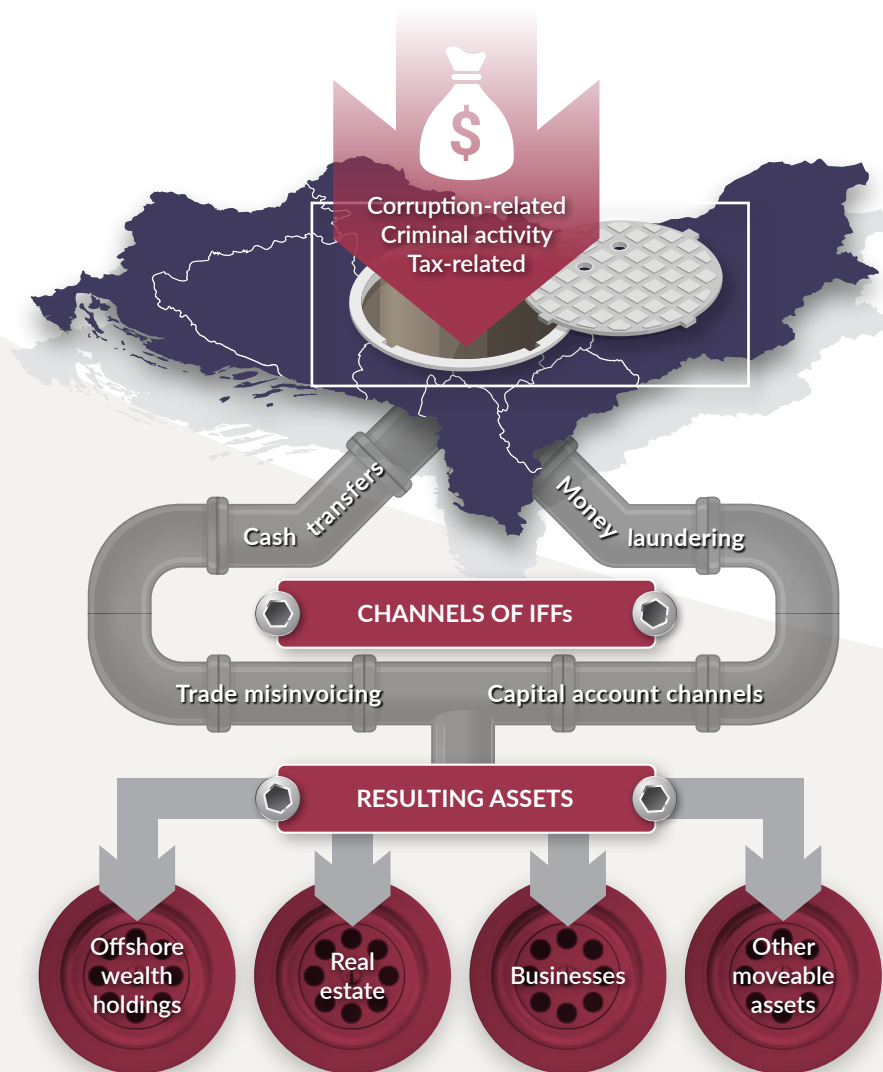 $
Corruption-related
Criminal activity
Tax-related
Cash transfers
Money laundering
CHANNELS OF IFFs
Trade misinvoicing
Capital account channels
RESULTING ASSETS
Offshore
wealth
holdings
Real
estate
Businesses
Other
moveable
assets